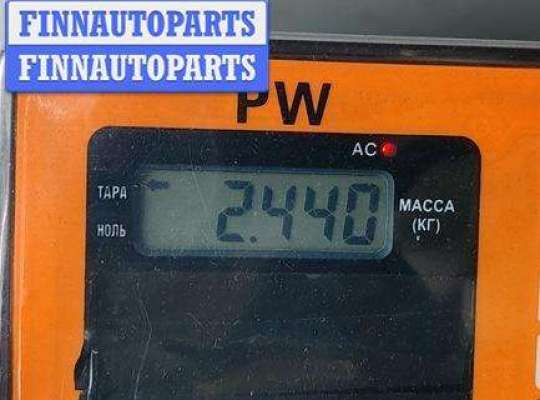 FINNAUTOPARTS
FINNAUTOPARTS
PW
AC
ТАРА
2.440
МАССА
НОЛЬ
(КГ)